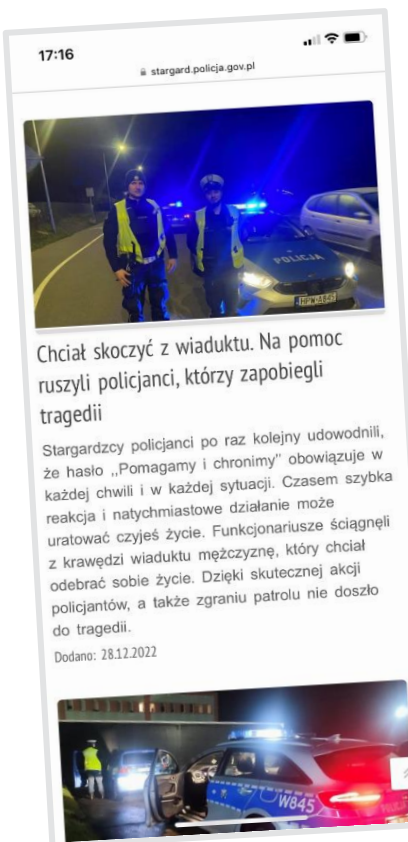 17:16
stargard.policja.gov.pl
POLICJA
HPW·A845
Chciał skoczyć z wiaduktu. Na pomoc
ruszyli policjanci, którzy zapobiegli
tragedii
Stargardzcy policjanci po raz kolejny udowodnili,
że hasło ,,Pomagamy i chronimy" obowiązuje w
każdej chwili i w każdej sytuacji. Czasem szybka
reakcja i natychmiastowe działanie może
uratować czyjeś życie. Funkcjonariusze ściągnęli
z krawędzi wiaduktu mężczyznę, który chciał
odebrać sobie życie. Dzięki skutecznej akcji
policjantów, a także zgraniu patrolu nie doszło
do tragedii.
Dodano: 28.12.2022
W845